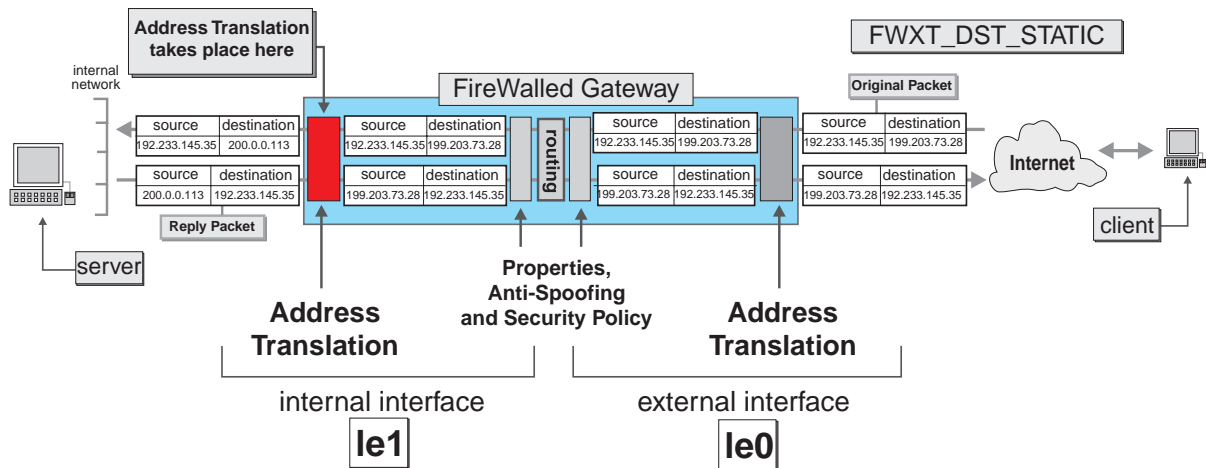 Address Translation
takes place here
FWXT_DST_STATIC
internal
network
FireWalled Gateway
Original Packet
source destination
192.233.145.35 200.0.0.113
source destination
192.233.145.35 199.203.73.28
source destination
192.233.145.35 199.203.73.28
source destination
192.233.145.35 199.203.73.28
routing
Internet
source destination
200.0.0.113 192.233.145.35
source destination
199.203.73.28 192.233.145.35
source destination
199.203.73.28 192.233.145.35
source destination
199.203.73.28 192.233.145.35
Reply Packet
server
client
Properties,
Anti-Spoofing
and Security Policy
Address
Translation
Address
Translation
internal interface
external interface
le1
le0